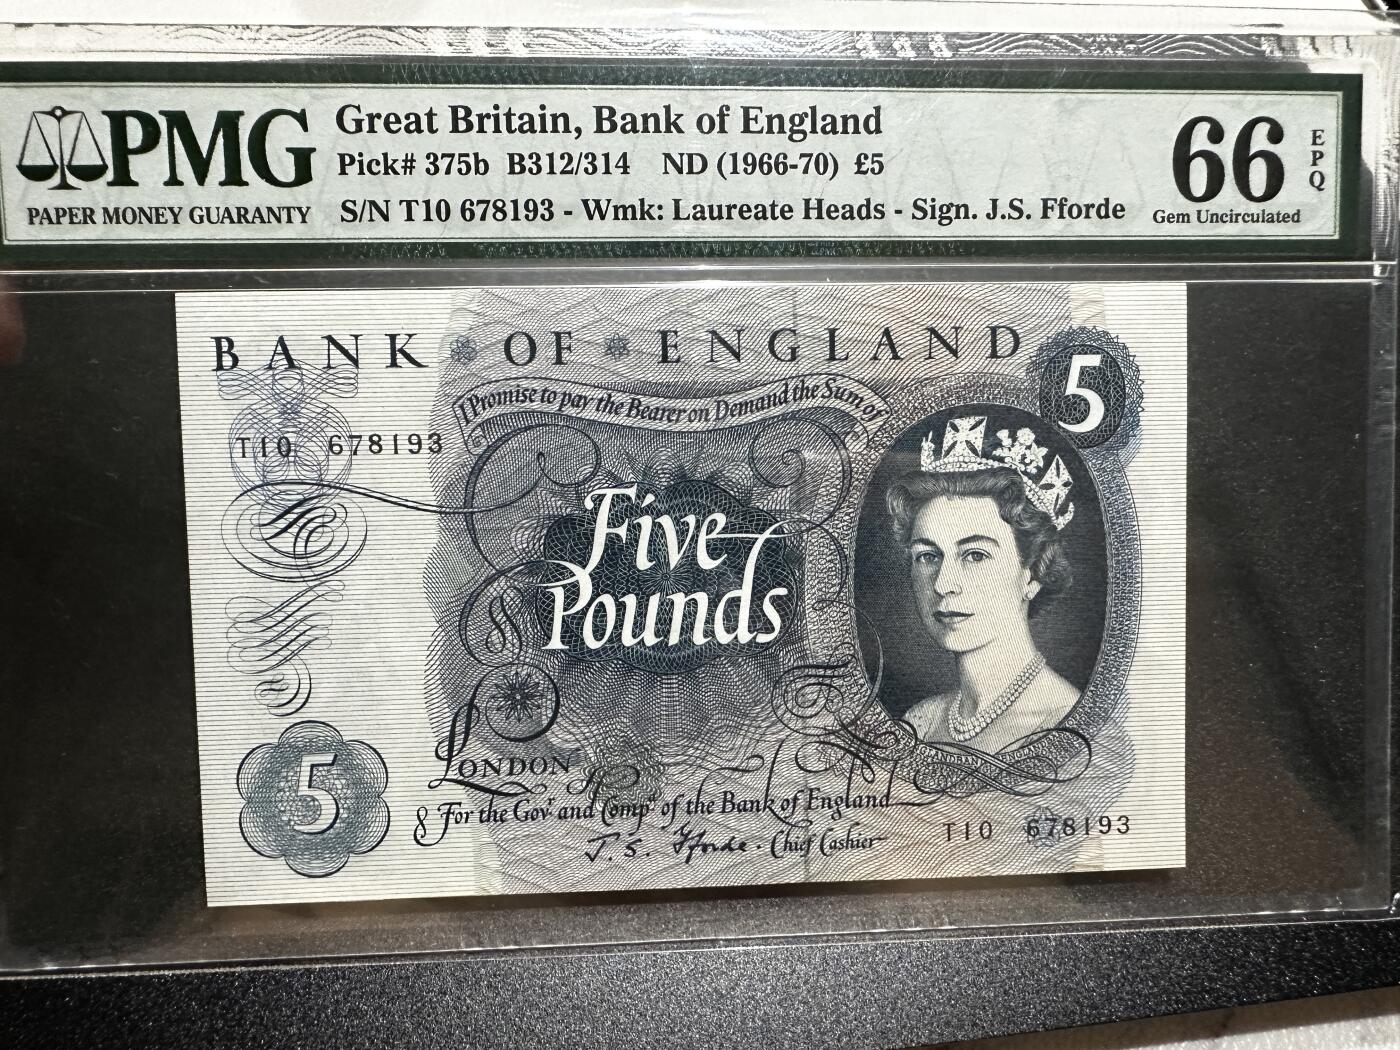 PMG
PAPER MONEY GUARANTY
Great Britain, Bank of England
Pick# 375b B312/314 ND (1966-70) £5
S/N T10 678193 - Wmk: Laureate Heads - Sign. J.S. Fforde
66
EPQ
Gem Uncirculated
BANK OF ENGLAND
5
I Promise to pay the Bearer on Demand the Sum of
T10 678193
Five
Pounds
LONDON
5
For the Govr and Compa of the Bank of England
J. S. Fforde. Chief Cashier
T10 678193